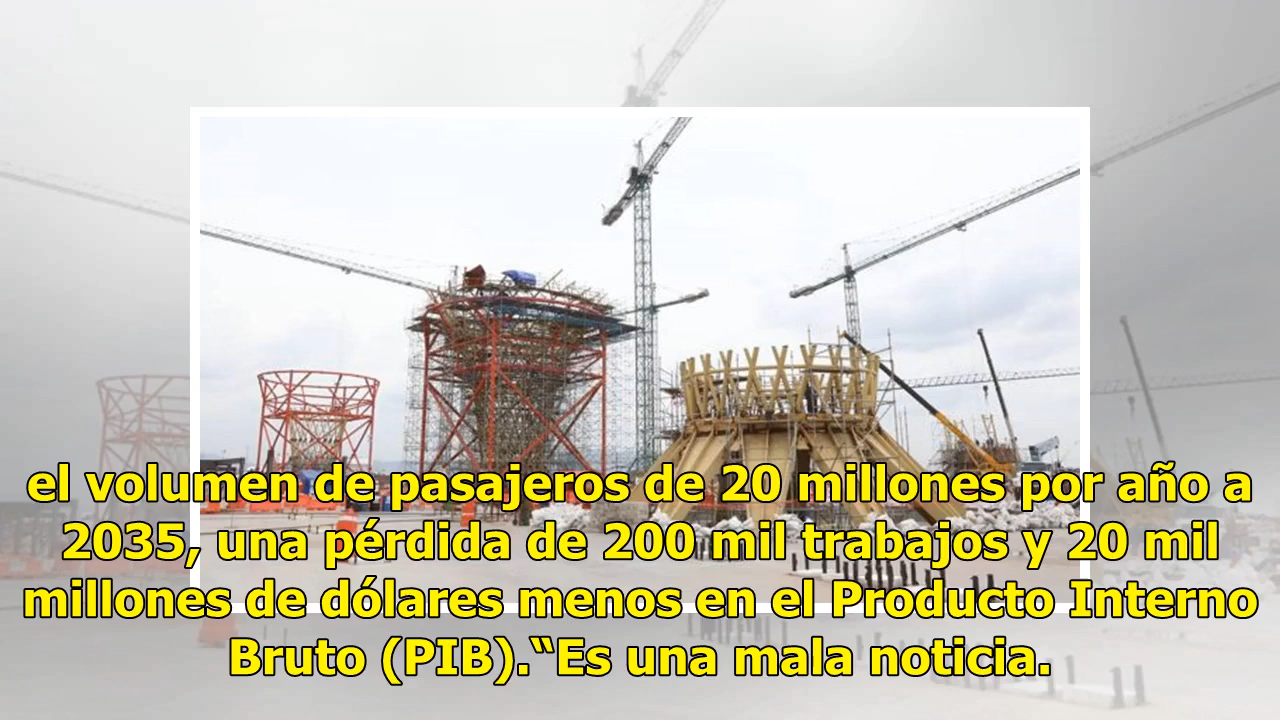 el volumen de pasajeros de 20 millones por año a
2035, una pérdida de 200 mil trabajos y 20 mil
millones de dólares menos en el Producto Interno
Bruto (PIB).“Es una mala noticia.